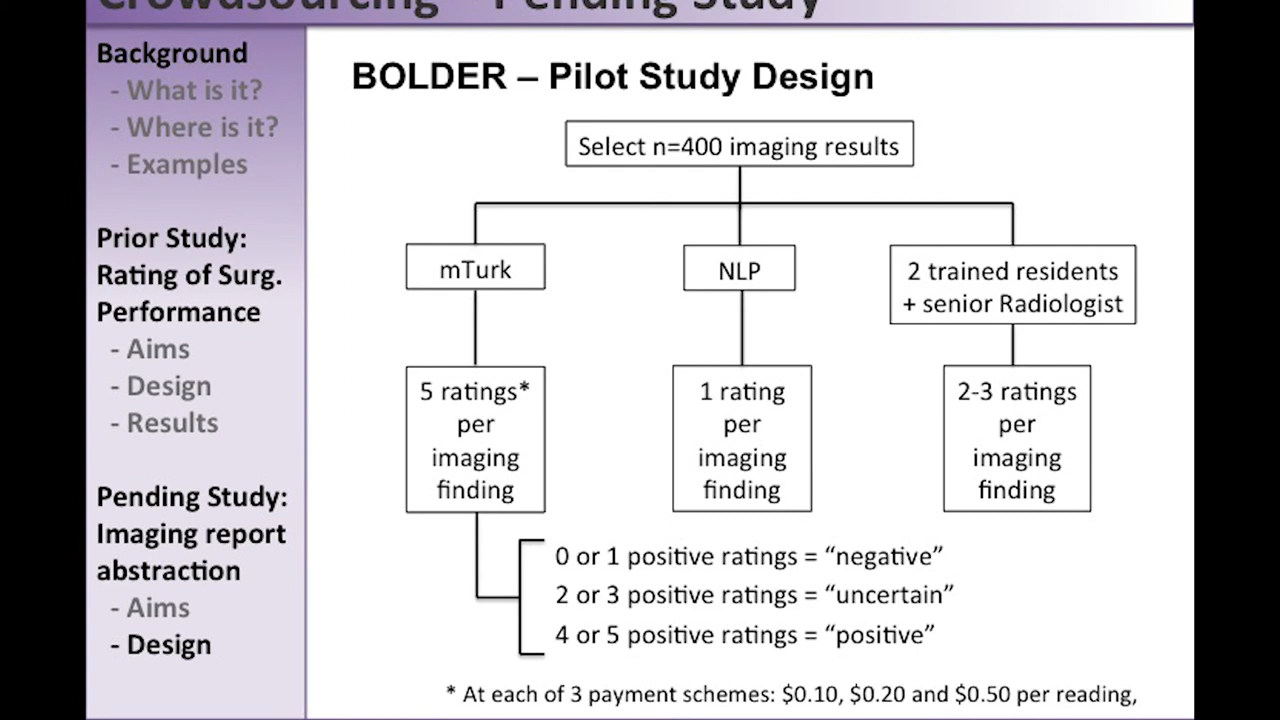 Crowdsourcing – Pending Study
Background
- What is it?
- Where is it?
- Examples
Prior Study:
Rating of Surg.
Performance
- Aims
- Design
- Results
Pending Study:
Imaging report
abstraction
- Aims
- Design
BOLDER – Pilot Study Design
Select n=400 imaging results
mTurk
NLP
2 trained residents
+ senior Radiologist
5 ratings*
per
imaging
finding
1 rating
per
imaging
finding
2-3 ratings
per
imaging
finding
0 or 1 positive ratings = “negative”
2 or 3 positive ratings = “uncertain”
4 or 5 positive ratings = “positive”
* At each of 3 payment schemes: $0.10, $0.20 and $0.50 per reading,